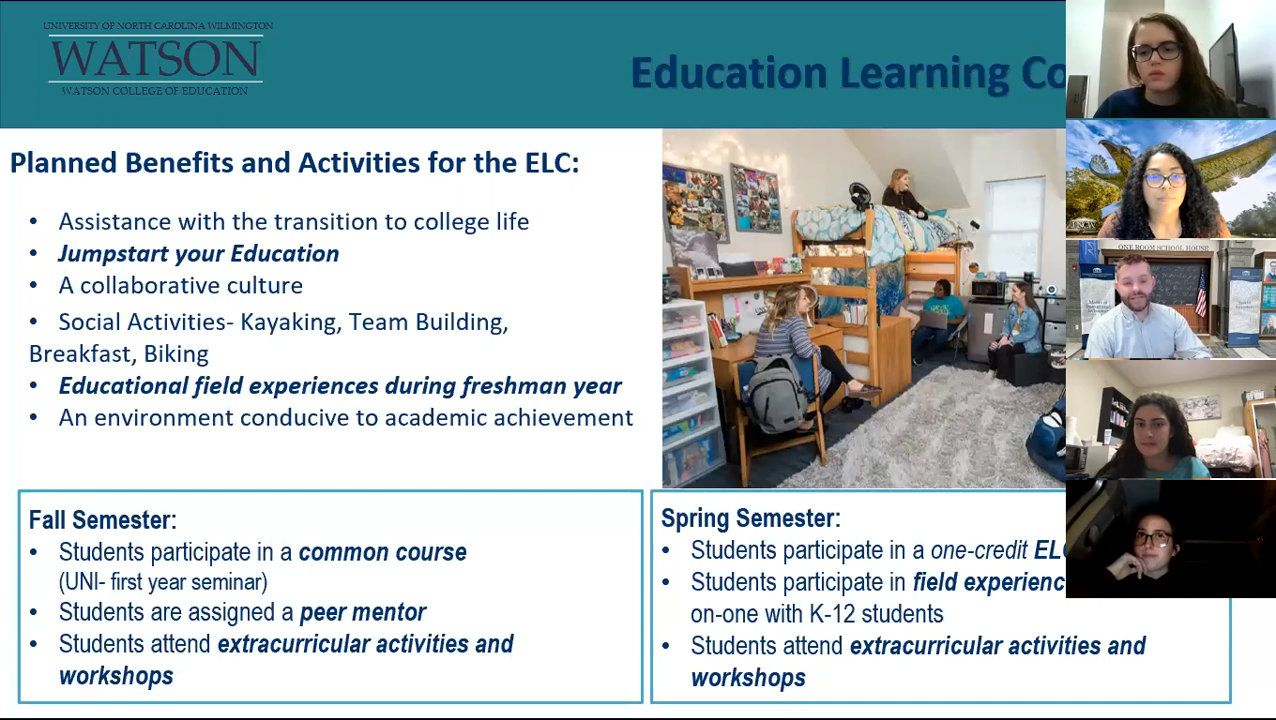 UNIVERSITY OF NORTH CAROLINA WILMINGTON
WATSON
WATSON COLLEGE OF EDUCATION
Education Learning Co
Planned Benefits and Activities for the ELC:
• Assistance with the transition to college life
• Jumpstart your Education
• A collaborative culture
• Social Activities- Kayaking, Team Building,
Breakfast, Biking
• Educational field experiences during freshman year
• An environment conducive to academic achievement
Fall Semester:
• Students participate in a common course
(UNI- first year seminar)
• Students are assigned a peer mentor
• Students attend extracurricular activities and
workshops
Spring Semester:
• Students participate in a one-credit EL
• Students participate in field experienc
on-one with K-12 students
• Students attend extracurricular activities and
workshops
UNCW
ONE ROOM SCHOOL HOUSE